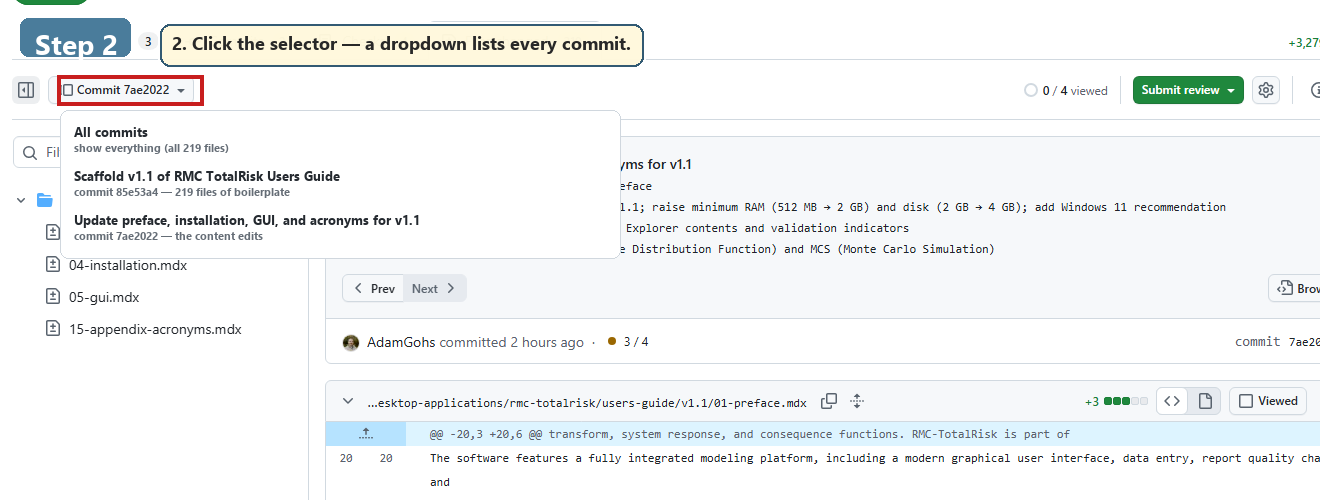 Step 2
3
2. Click the selector — a dropdown lists every commit.
Commit 7ae2022
0 / 4 viewed
Submit review
All commits
show everything (all 219 files)
Scaffold v1.1 of RMC TotalRisk Users Guide
commit 85e53a4 — 219 files of boilerplate
Update preface, installation, GUI, and acronyms for v1.1
commit 7ae2022 — the content edits
yms for v1.1
eface
1.1; raise minimum RAM (512 MB → 2 GB) and disk (2 GB → 4 GB); add Windows 11 recommendation
Explorer contents and validation indicators
e Distribution Function) and MCS (Monte Carlo Simulation)
04-installation.mdx
05-gui.mdx
15-appendix-acronyms.mdx
Prev Next
AdamGohs committed 2 hours ago · 3 / 4
commit 7ae20
...esktop-applications/rmc-totalrisk/users-guide/v1.1/01-preface.mdx
+3
Viewed
@@ -20,3 +20,6 @@ transform, system response, and consequence functions. RMC-TotalRisk is part of
20 20 The software features a fully integrated modeling platform, including a modern graphical user interface, data entry, report quality cha
and